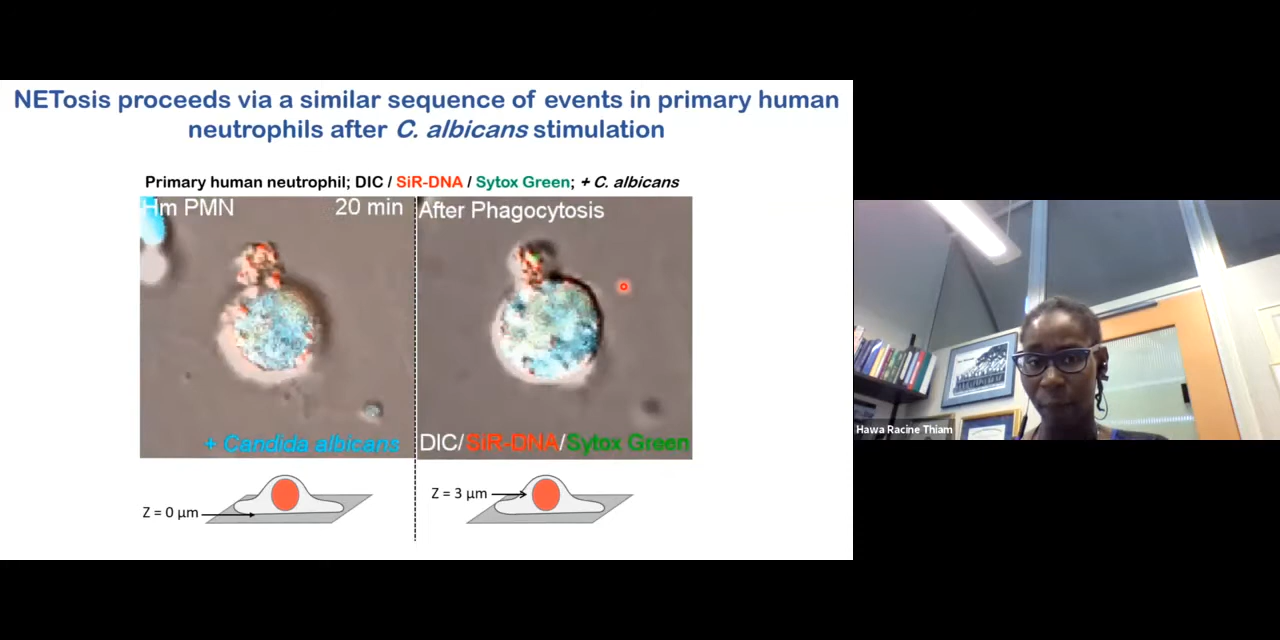 NETosis proceeds via a similar sequence of events in primary human
neutrophils after C. albicans stimulation
Primary human neutrophil; DIC / SiR-DNA / Sytox Green; + C. albicans
Hm PMN 20 min
After Phagocytosis
+ Candida albicans
DIC/SiR-DNA/Sytox Green
Z = 0 µm
Z = 3 µm
Hawa Racine Thiam